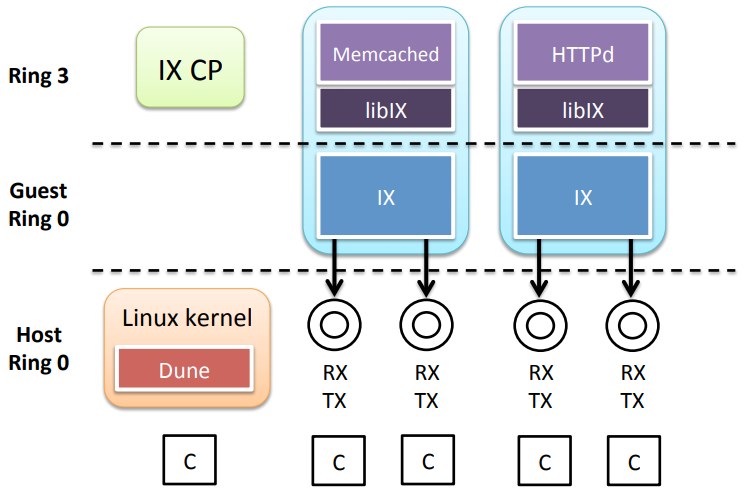 Ring 3
IX CP
Memcached
HTTPd
libIX
libIX
Guest
Ring 0
IX
IX
Host
Ring 0
Linux kernel
Dune
RX
TX
RX
TX
RX
TX
RX
TX
C
C
C
C
C